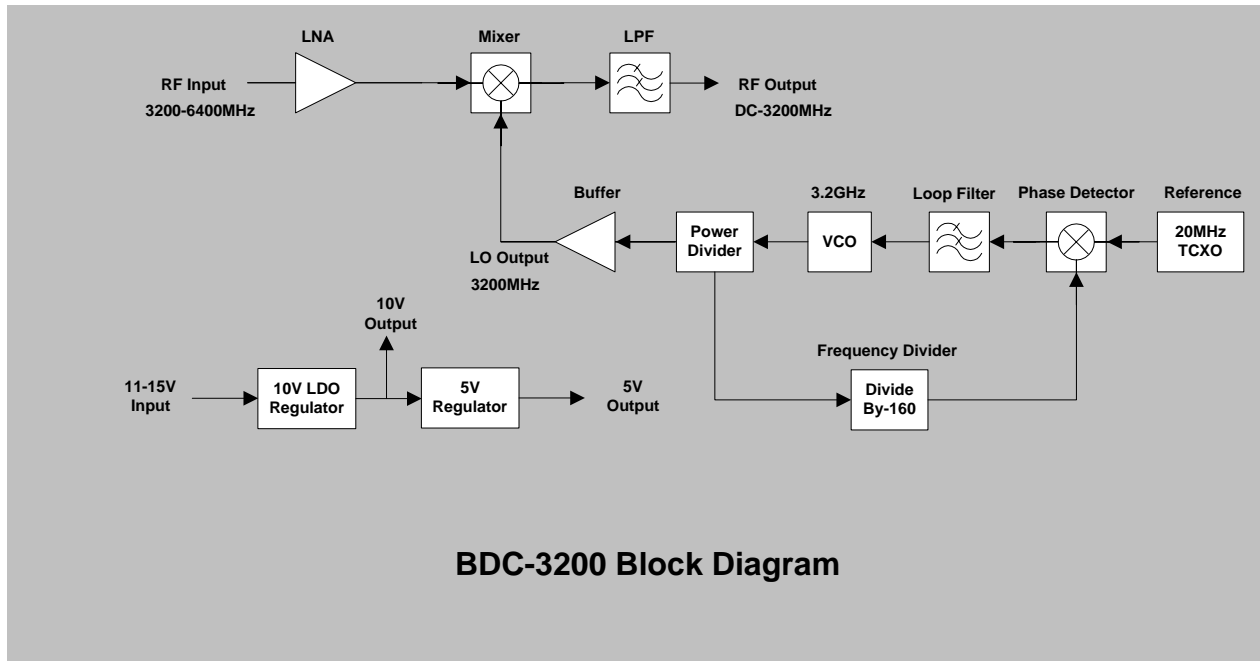 LNA
Mixer
LPF
RF Input
3200-6400MHz
RF Output
DC-3200MHz
Buffer
3.2GHz
Loop Filter
Phase Detector
Reference
Power
Divider
VCO
20MHz
TCXO
LO Output
3200MHz
10V
Output
Frequency Divider
11-15V
Input
10V LDO
Regulator
5V
Regulator
5V
Output
Divide
By-160
BDC-3200 Block Diagram